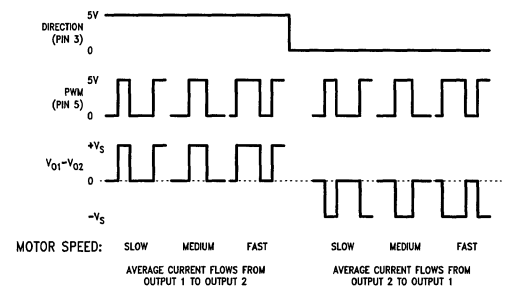 DIRECTION
(PIN 3)
5V
0
PWM
(PIN 5)
5V
0
VO1-VO2
+VS
0
-VS
MOTOR SPEED: SLOW MEDIUM FAST SLOW MEDIUM FAST
AVERAGE CURRENT FLOWS FROM
OUTPUT 1 TO OUTPUT 2
AVERAGE CURRENT FLOWS FROM
OUTPUT 2 TO OUTPUT 1